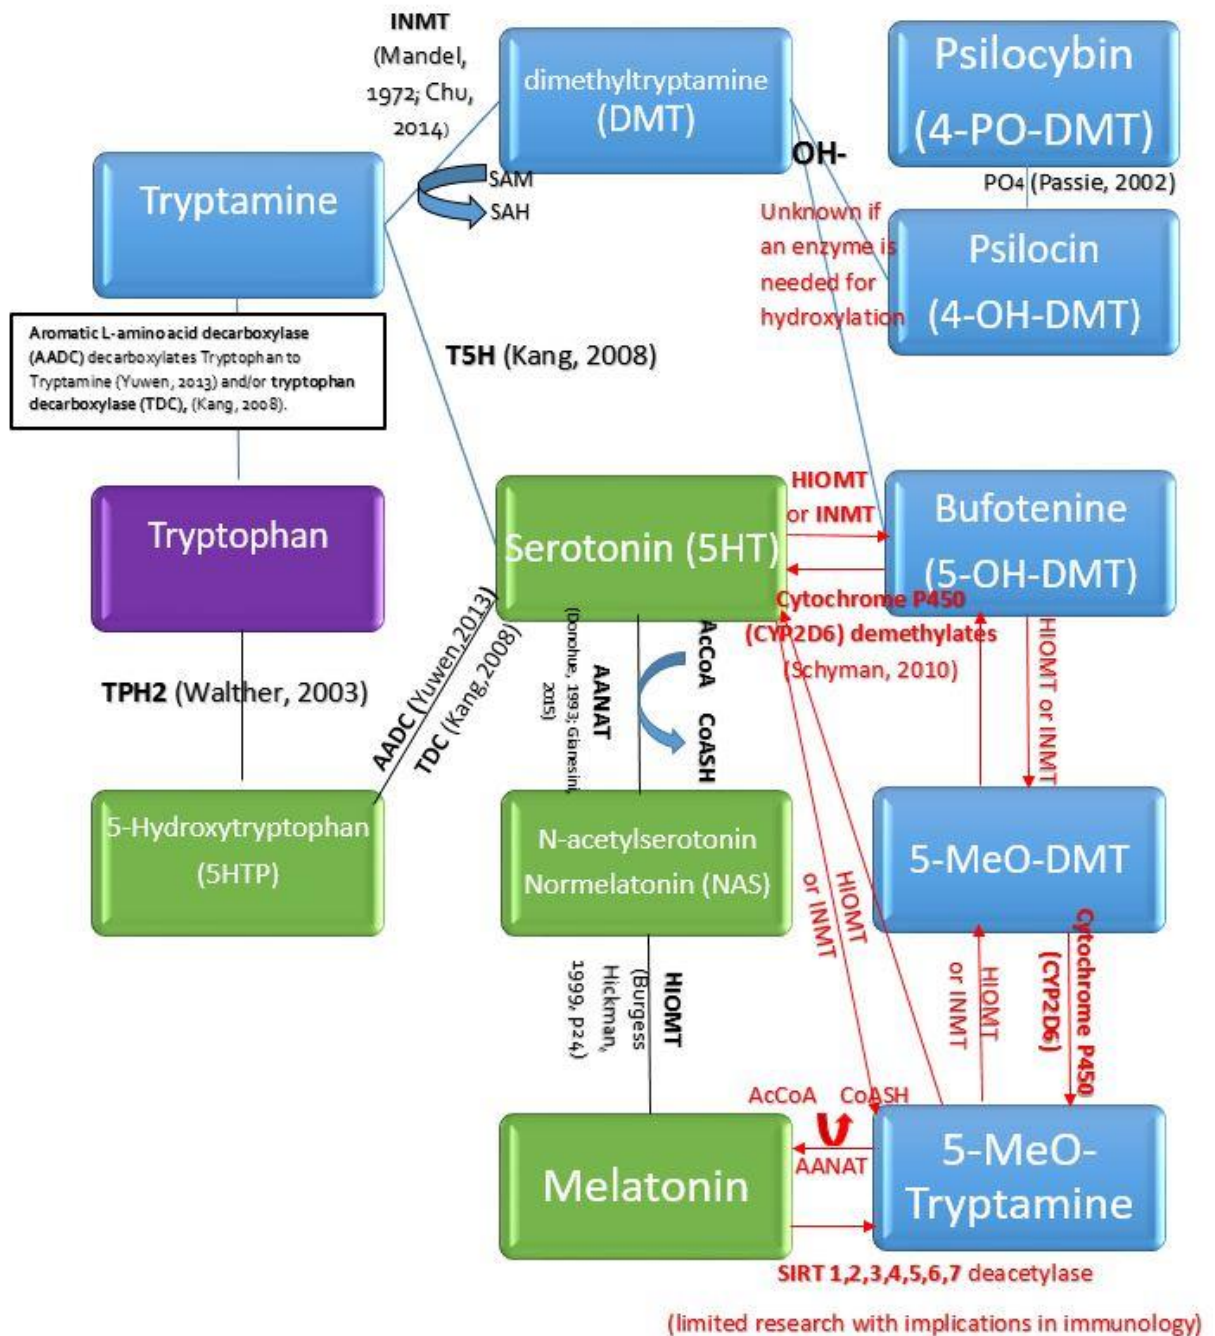 INMT
(Mandel,
1972; Chu,
2014)
dimethyltryptamine
(DMT)
Psilocybin
(4-PO-DMT)
OH-
PO4 (Passie, 2002)
Tryptamine
SAM
SAH
Unknown if
an enzyme is
needed for
hydroxylation
Psilocin
(4-OH-DMT)
Aromatic L-amino acid decarboxylase
(AADC) decarboxylates Tryptophan to
Tryptamine (Yuwen, 2013) and/or tryptophan
decarboxylase (TDC), (Kang, 2008).
T5H (Kang, 2008)
Tryptophan
Serotonin (5HT)
HIOMT
or INMT
Bufotenine
(5-OH-DMT)
Cytochrome P450
(CYP2D6) demethylates
(Schyman, 2010)
TPH2 (Walther, 2003)
AADC (Yuwen,2013)
TDC (Kang, 2008)
AcCoA CoASH
AANAT
(Donohue, 1993; Gianesini,
2015)
HIOMT or INMT
5-Hydroxytryptophan
(5HTP)
N-acetylserotonin
Normelatonin (NAS)
HIOMT
or INMT
5-MeO-DMT
HIOMT
(Burgess
Hickman,
1999, p24)
HIOMT
or INMT
Cytochrome P450
(CYP2D6)
AcCoA CoASH
AANAT
Melatonin
5-MeO-
Tryptamine
SIRT 1,2,3,4,5,6,7 deacetylase
(limited research with implications in immunology)